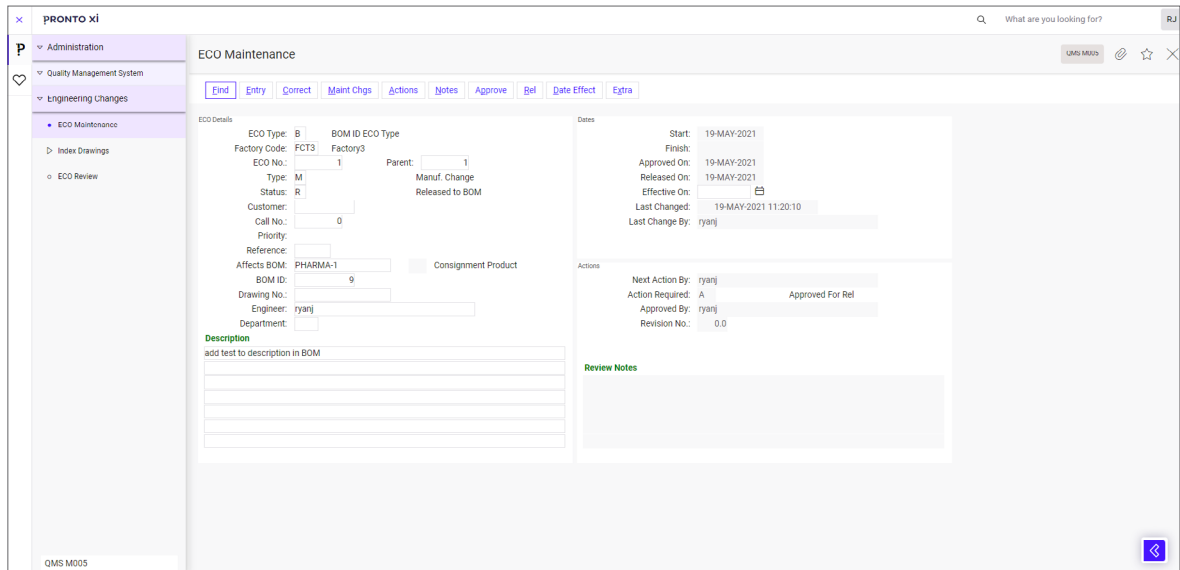 PRONTO Xi
What are you looking for?
RJ
Administration
Quality Management System
Engineering Changes
ECO Maintenance
Index Drawings
ECO Review
QMS M005
ECO Maintenance
QMS M005
Find Entry Correct Maint Chgs Actions Notes Approve Rel Date Effect Extra
ECO Details
ECO Type: B BOM ID ECO Type
Factory Code: FCT3 Factory3
ECO No.: 1 Parent: 1
Type: M Manuf. Change
Status: R Released to BOM
Customer:
Call No.: 0
Priority:
Reference:
Affects BOM: PHARMA-1 Consignment Product
BOM ID: 9
Drawing No.:
Engineer: ryanj
Department:
Description
add test to description in BOM
Dates
Start: 19-MAY-2021
Finish:
Approved On: 19-MAY-2021
Released On: 19-MAY-2021
Effective On:
Last Changed: 19-MAY-2021 11:20:10
Last Change By: ryanj
Actions
Next Action By: ryanj
Action Required: A Approved For Rel
Approved By: ryanj
Revision No.: 0.0
Review Notes